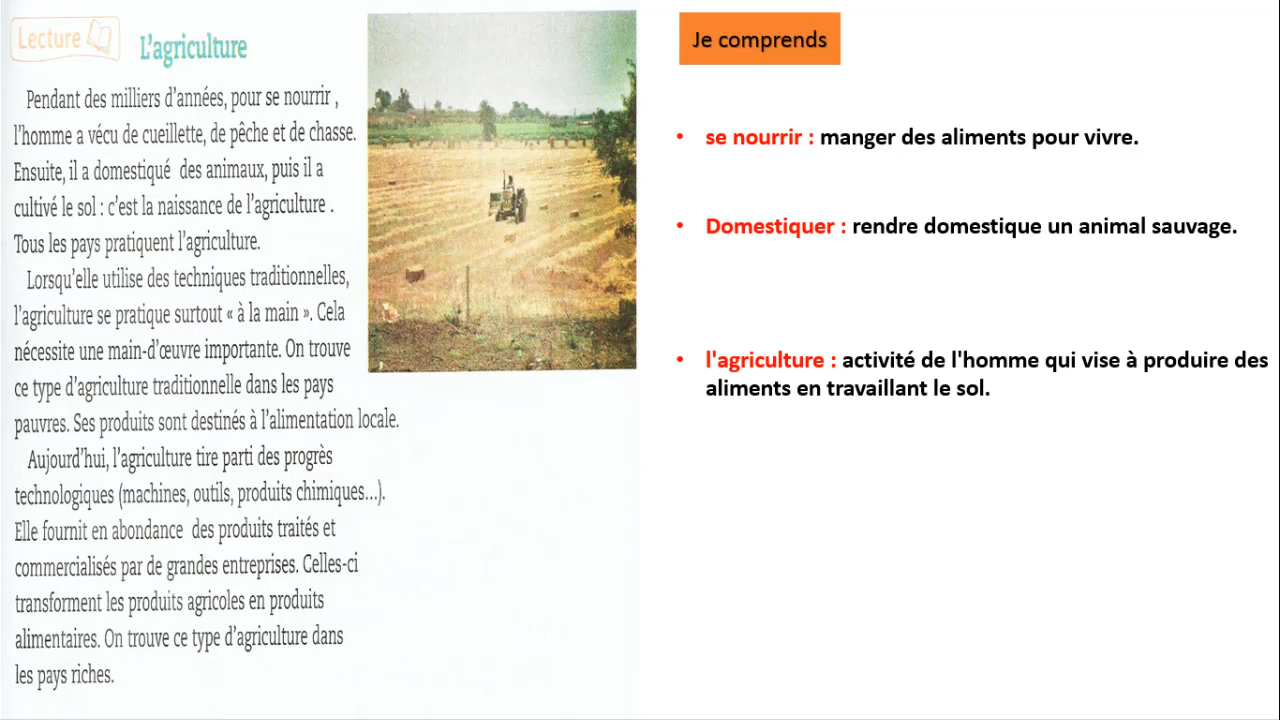 Lecture
L'agriculture
Pendant des milliers d'années, pour se nourrir ,
l'homme a vécu de cueillette, de pêche et de chasse.
Ensuite, il a domestiqué des animaux, puis il a
cultivé le sol : c'est la naissance de l'agriculture .
Tous les pays pratiquent l'agriculture.
Lorsqu'elle utilise des techniques traditionnelles,
l'agriculture se pratique surtout « à la main ». Cela
nécessite une main-d'œuvre importante. On trouve
ce type d'agriculture traditionnelle dans les pays
pauvres. Ses produits sont destinés à l'alimentation locale.
Aujourd'hui, l'agriculture tire parti des progrès
technologiques (machines, outils, produits chimiques...).
Elle fournit en abondance des produits traités et
commercialisés par de grandes entreprises. Celles-ci
transforment les produits agricoles en produits
alimentaires. On trouve ce type d'agriculture dans
les pays riches.
Je comprends
• se nourrir : manger des aliments pour vivre.
• Domestiquer : rendre domestique un animal sauvage.
• l'agriculture : activité de l'homme qui vise à produire des
aliments en travaillant le sol.